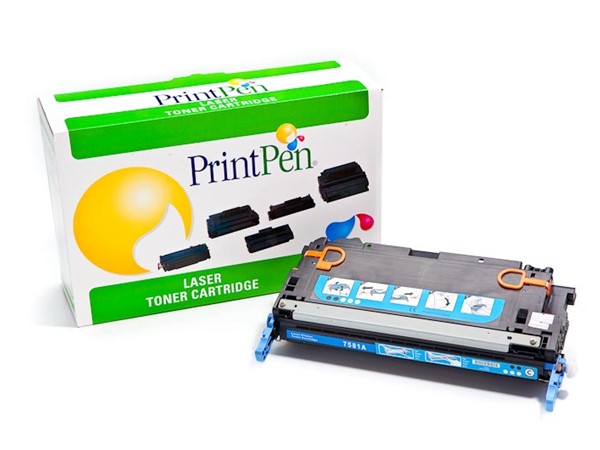 PrintPen
LASER
TONER CARTRIDGE
PrintPen®
LASER
TONER CARTRIDGE
7581A
C